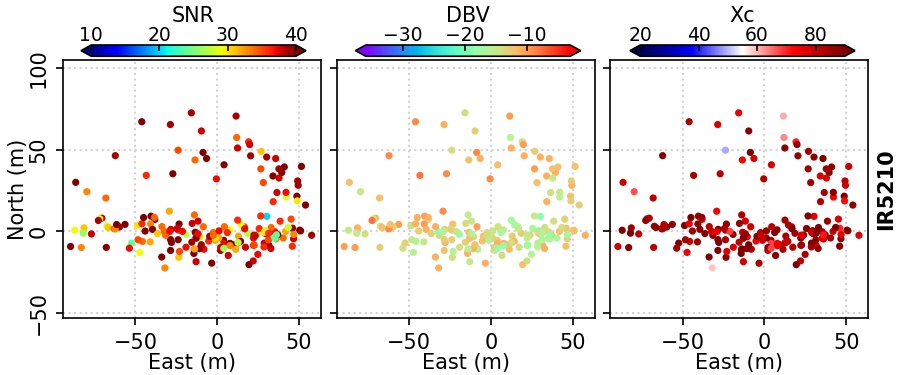 SNR DBV Xc
10 20 30 40 −30 −20 −10 20 40 60 80
100
50
0
−50
North (m)
IR5210
−50 0 50 −50 0 50 −50 0 50
East (m) East (m) East (m)